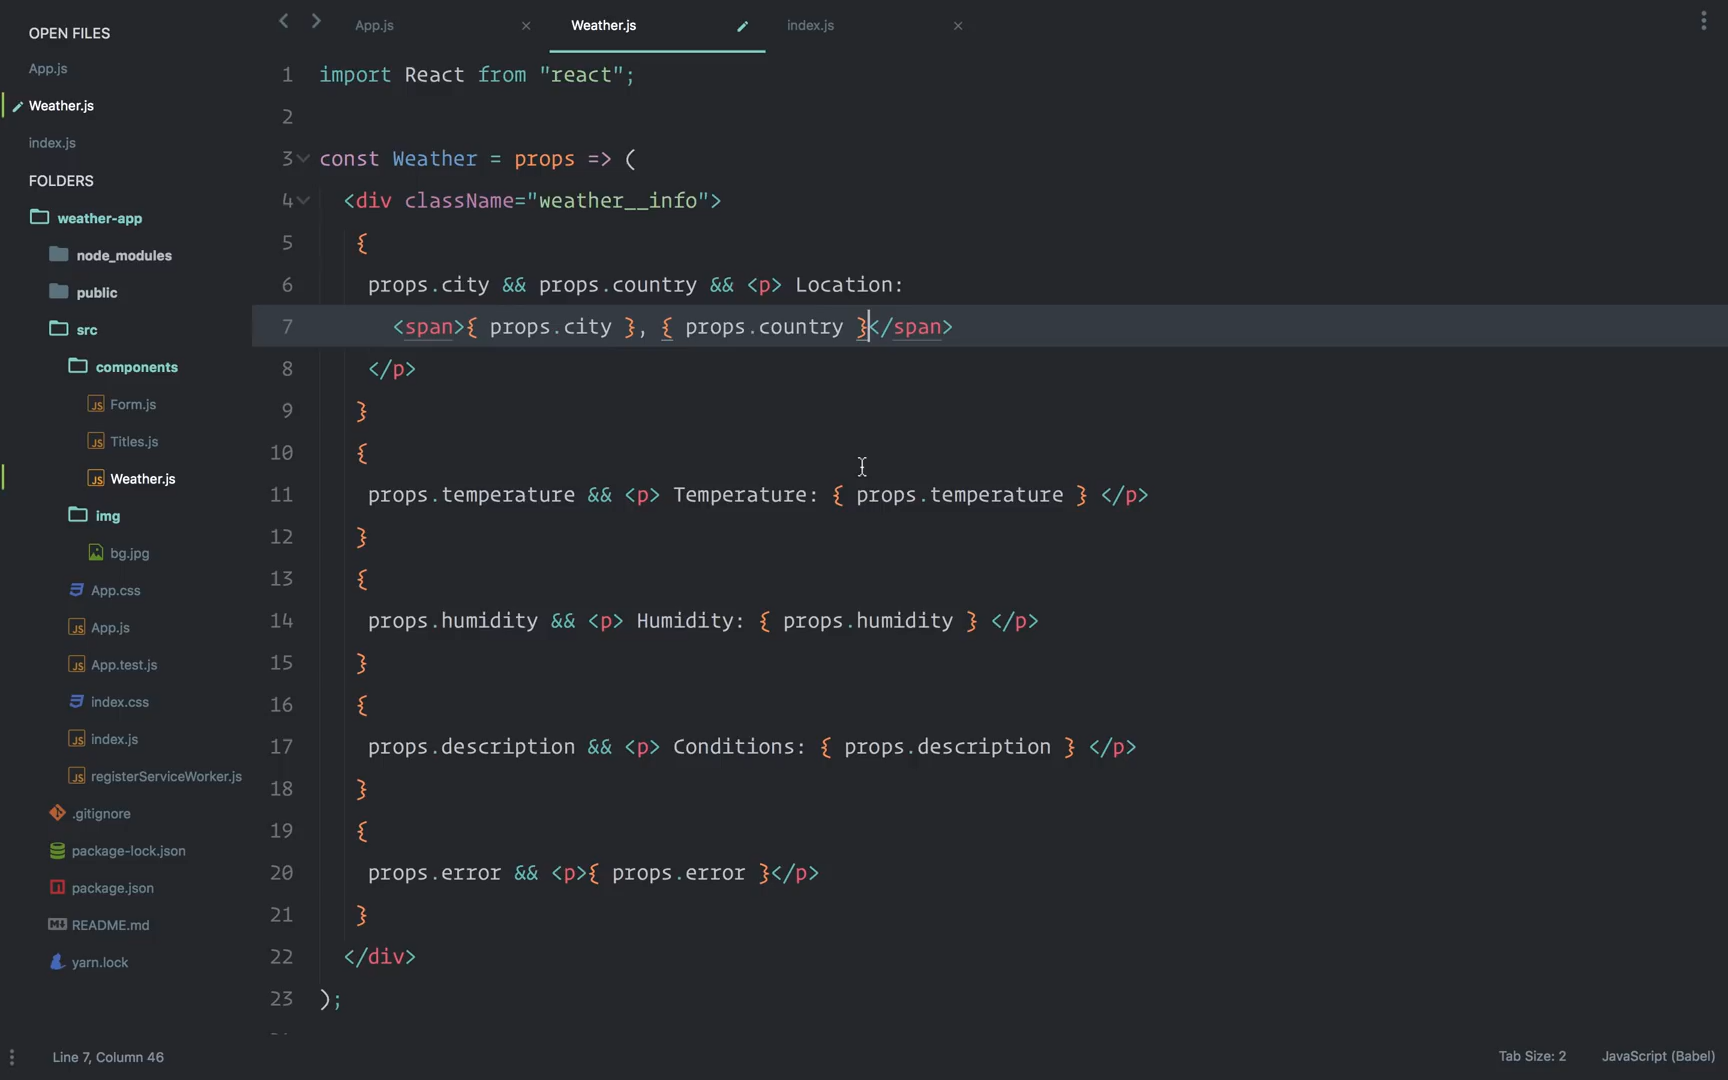 OPEN FILES
App.js
Weather.js
index.js
FOLDERS
weather-app
node_modules
public
src
components
Form.js
Titles.js
Weather.js
img
bg.jpg
App.css
App.js
App.test.js
index.css
index.js
registerServiceWorker.js
.gitignore
package-lock.json
package.json
README.md
yarn.lock
App.js
Weather.js
index.js
1 import React from "react";
2
3 const Weather = props => (
4 <div className="weather__info">
5 {
6 props.city && props.country && <p> Location:
7 <span>{ props.city }, { props.country }</span>
8 </p>
9 }
10 {
11 props.temperature && <p> Temperature: { props.temperature } </p>
12 }
13 {
14 props.humidity && <p> Humidity: { props.humidity } </p>
15 }
16 {
17 props.description && <p> Conditions: { props.description } </p>
18 }
19 {
20 props.error && <p>{ props.error }</p>
21 }
22 </div>
23 );
Line 7, Column 46
Tab Size: 2
JavaScript (Babel)